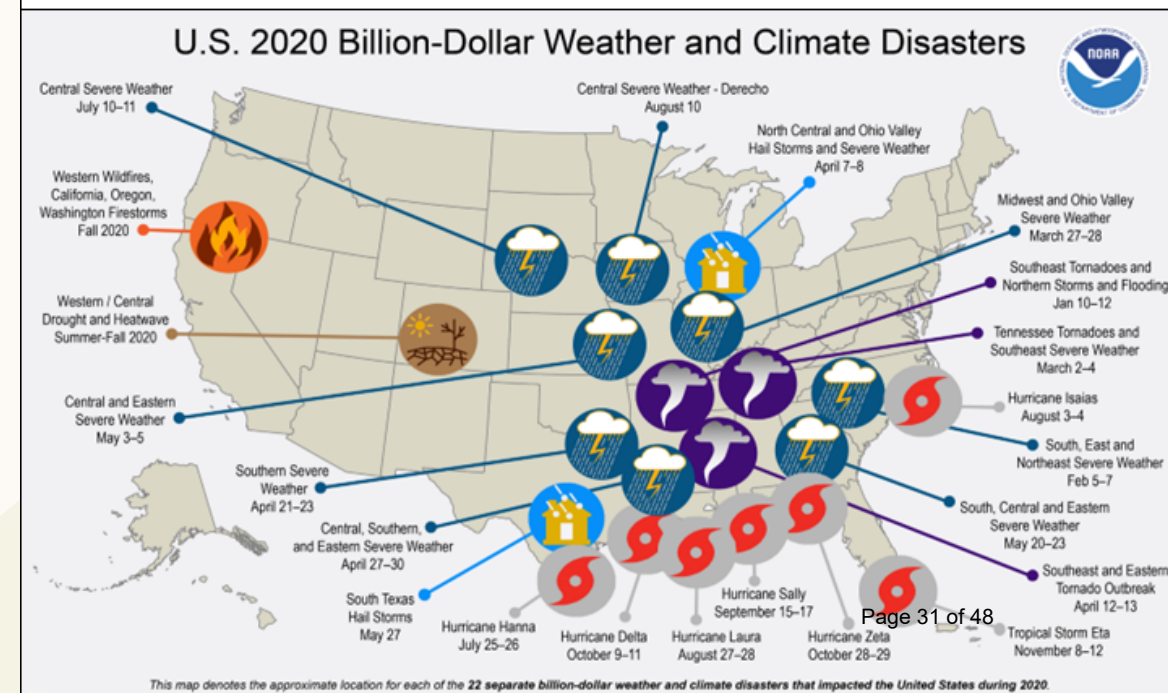 U.S. 2020 Billion-Dollar Weather and Climate Disasters
NOAA
Central Severe Weather
July 10–11
Central Severe Weather - Derecho
August 10
North Central and Ohio Valley
Hail Storms and Severe Weather
April 7–8
Western Wildfires,
California, Oregon,
Washington Firestorms
Fall 2020
Midwest and Ohio Valley
Severe Weather
March 27–28
Southeast Tornadoes and
Northern Storms and Flooding
Jan 10–12
Western / Central
Drought and Heatwave
Summer-Fall 2020
Tennessee Tornadoes and
Southeast Severe Weather
March 2–4
Central and Eastern
Severe Weather
May 3–5
Hurricane Isaias
August 3–4
South, East and
Northeast Severe Weather
Feb 5–7
Southern Severe
Weather
April 21–23
South, Central and Eastern
Severe Weather
May 20–23
Central, Southern,
and Eastern Severe Weather
April 27–30
Southeast and Eastern
Tornado Outbreak
April 12–13
South Texas
Hail Storms
May 27
Hurricane Hanna
July 25–26
Hurricane Delta
October 9–11
Hurricane Laura
August 27–28
Hurricane Sally
September 15–17
Hurricane Zeta
October 28–29
Page 31 of 48
Tropical Storm Eta
November 8–12
This map denotes the approximate location for each of the 22 separate billion-dollar weather and climate disasters that impacted the United States during 2020.